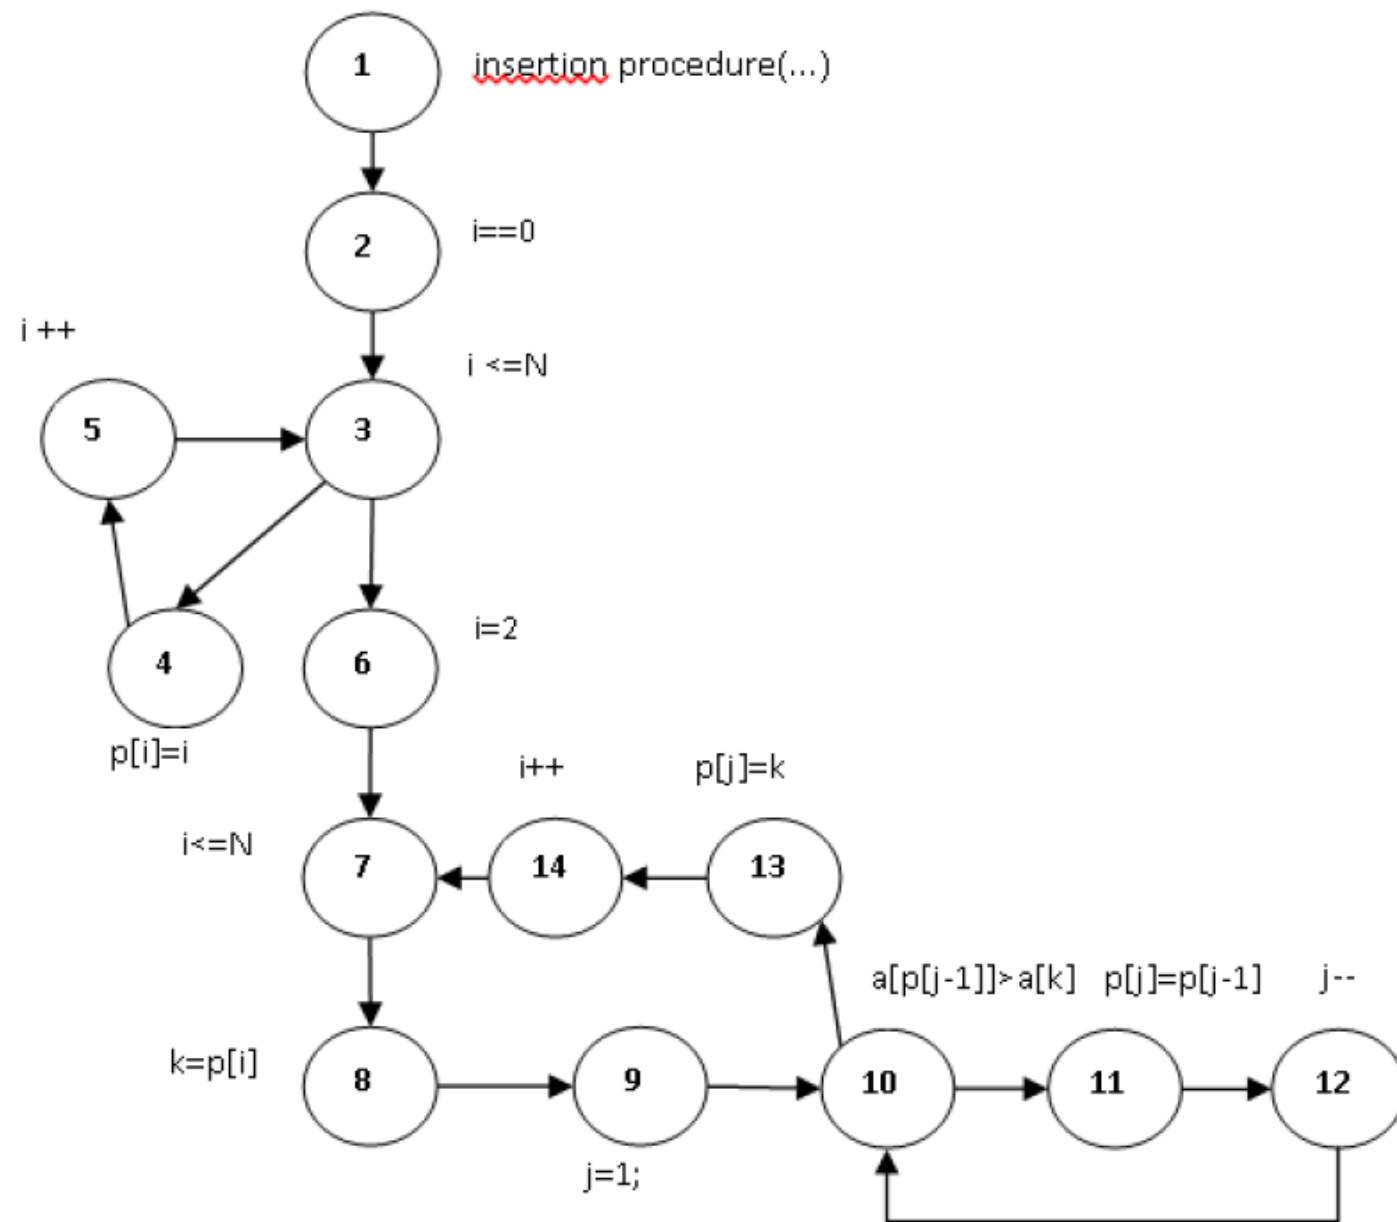 1 insertion procedure(...)
2 i==0
i ++
i <=N
5 3
i=2
4 6
p[i]=i
i++ p[j]=k
i<=N
7 14 13
a[p[j-1]]>a[k] p[j]=p[j-1] j--
k=p[i]
8 9 10 11 12
j=1;